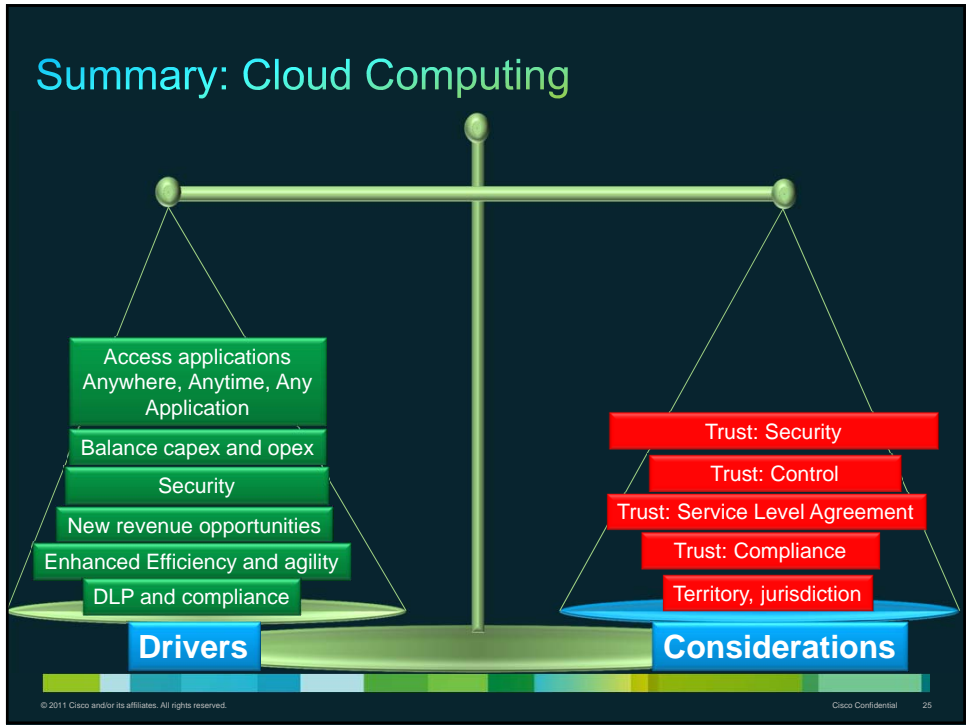 Summary: Cloud Computing
Access applications
Anywhere, Anytime, Any
Application
Balance capex and opex
Security
New revenue opportunities
Enhanced Efficiency and agility
DLP and compliance
Drivers
Trust: Security
Trust: Control
Trust: Service Level Agreement
Trust: Compliance
Territory, jurisdiction
Considerations
© 2011 Cisco and/or its affiliates. All rights reserved.
Cisco Confidential
25